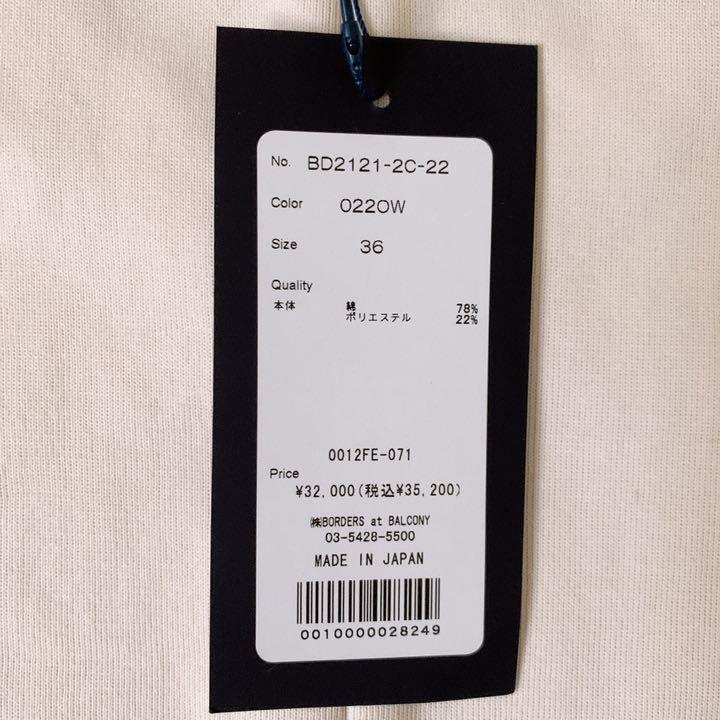 No. BD2121-2C-22
Color 022OW
Size 36
Quality
本体 綿 78%
ポリエステル 22%
0012FE-071
Price
¥32,000(税込¥35,200)
㈱BORDERS at BALCONY
03-5428-5500
MADE IN JAPAN
0010000028249